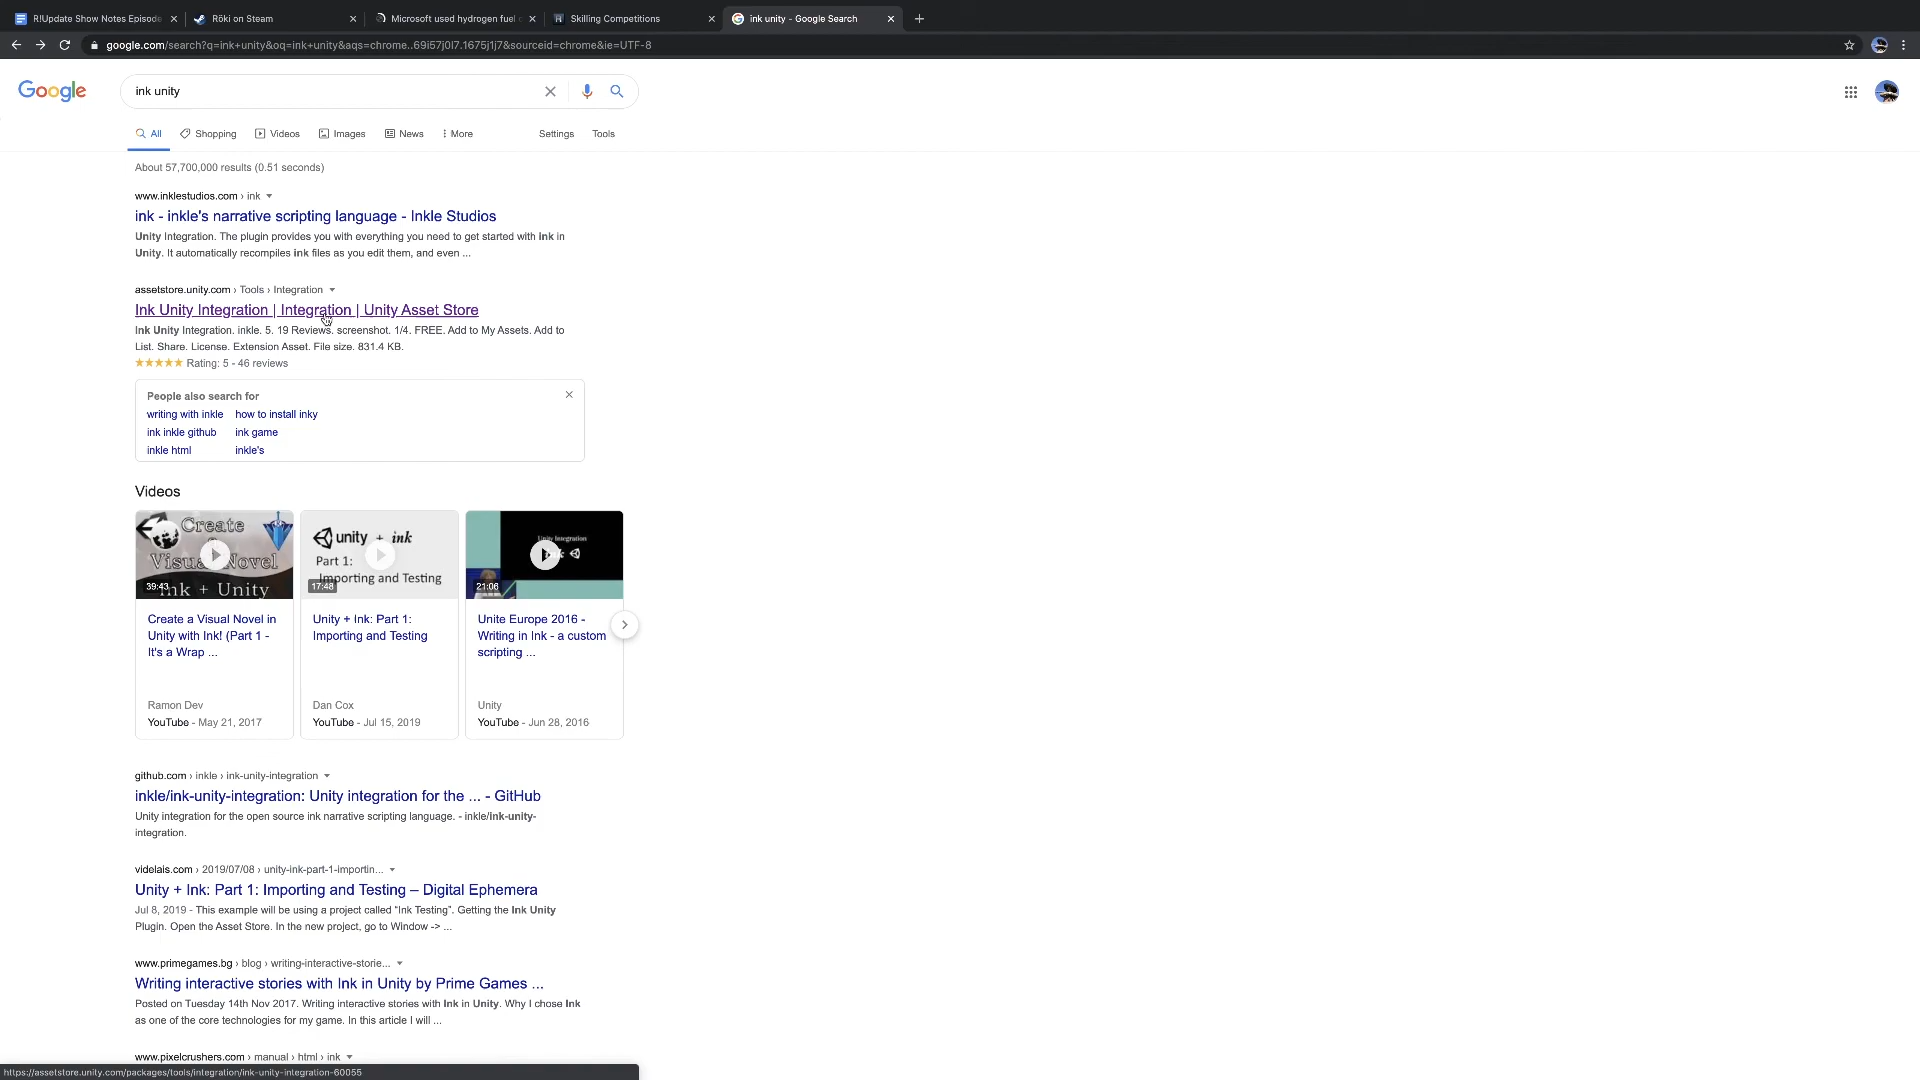 R!Update Show Notes Episode
Röki on Steam
Microsoft used hydrogen fuel c
Skilling Competitions
ink unity - Google Search
google.com/search?q=ink+unity&oq=ink+unity&aqs=chrome..69i57j0l7.1675j1j7&sourceid=chrome&ie=UTF-8
Google
ink unity
All
Shopping
Videos
Images
News
More
Settings
Tools
About 57,700,000 results (0.51 seconds)
www.inklestudios.com › ink
ink - inkle's narrative scripting language - Inkle Studios
Unity Integration. The plugin provides you with everything you need to get started with ink in
Unity. It automatically recompiles ink files as you edit them, and even ...
assetstore.unity.com › Tools › Integration
Ink Unity Integration | Integration | Unity Asset Store
Ink Unity Integration. inkle. 5. 19 Reviews. screenshot. 1/4. FREE. Add to My Assets. Add to
List. Share. License. Extension Asset. File size. 831.4 KB.
★★★★★ Rating: 5 - 46 reviews
People also search for
writing with inkle
how to install inky
ink inkle github
ink game
inkle html
inkle's
Videos
Create
Visual Novel
Ink + Unity
39:43
Create a Visual Novel in
Unity with Ink! (Part 1 -
It's a Wrap ...
Ramon Dev
YouTube - May 21, 2017
unity + ink
Part 1:
Importing and Testing
17:48
Unity + Ink: Part 1:
Importing and Testing
Dan Cox
YouTube - Jul 15, 2019
Unity Integration
21:06
Unite Europe 2016 -
Writing in Ink - a custom
scripting ...
Unity
YouTube - Jun 28, 2016
github.com › inkle › ink-unity-integration
inkle/ink-unity-integration: Unity integration for the ... - GitHub
Unity integration for the open source ink narrative scripting language. - inkle/ink-unity-
integration.
videlais.com › 2019/07/08 › unity-ink-part-1-importin...
Unity + Ink: Part 1: Importing and Testing – Digital Ephemera
Jul 8, 2019 - This example will be using a project called “Ink Testing”. Getting the Ink Unity
Plugin. Open the Asset Store. In the new project, go to Window -> ...
www.primegames.bg › blog › writing-interactive-storie...
Writing interactive stories with Ink in Unity by Prime Games ...
Posted on Tuesday 14th Nov 2017. Writing interactive stories with Ink in Unity. Why I chose Ink
as one of the core technologies for my game. In this article I will ...
www.pixelcrushers.com › manual › html › ink
https://assetstore.unity.com/packages/tools/integration/ink-unity-integration-60055